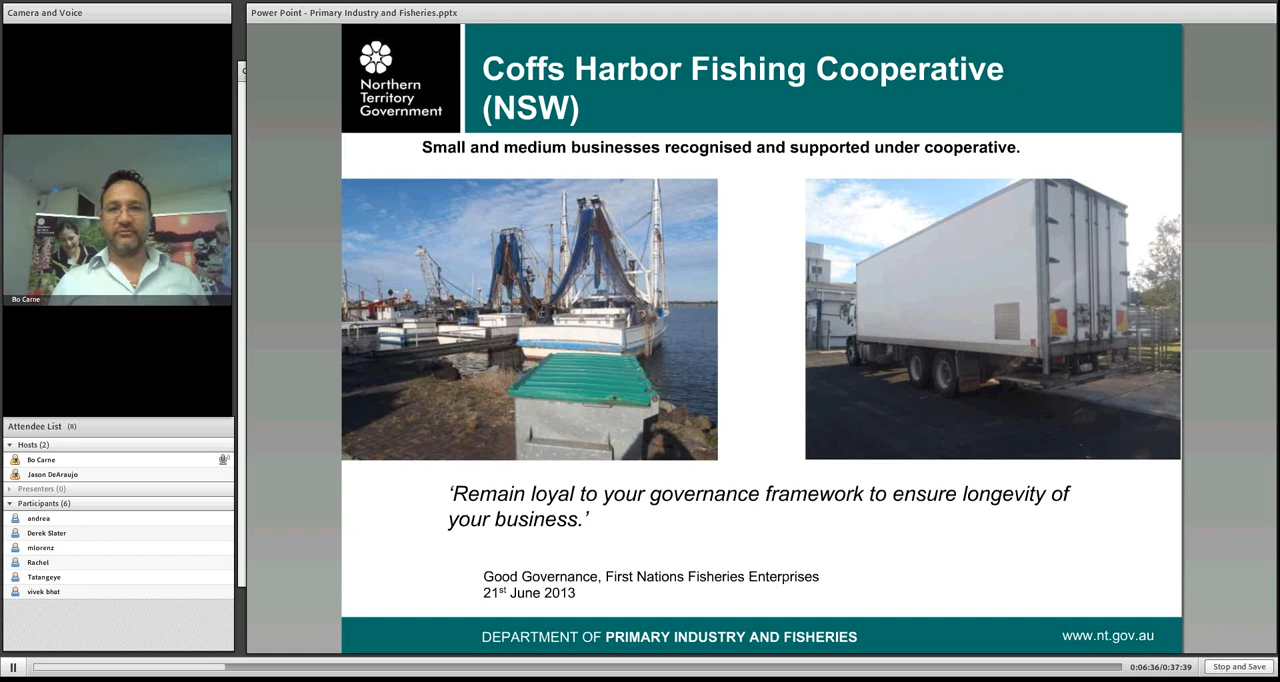 Camera and Voice
Power Point - Primary Industry and Fisheries.pptx
Bo Carne
Attendee List (8)
Hosts (2)
Bo Carne
Jason DeAraujo
Presenters (0)
Participants (6)
andrea
Derek Slater
mlorenz
Rachel
Tatangeye
vivek bhat
Northern
Territory
Government
Coffs Harbor Fishing Cooperative
(NSW)
Small and medium businesses recognised and supported under cooperative.
‘Remain loyal to your governance framework to ensure longevity of
your business.’
Good Governance, First Nations Fisheries Enterprises
21st June 2013
DEPARTMENT OF PRIMARY INDUSTRY AND FISHERIES
www.nt.gov.au
0:06:36/0:37:39
Stop and Save